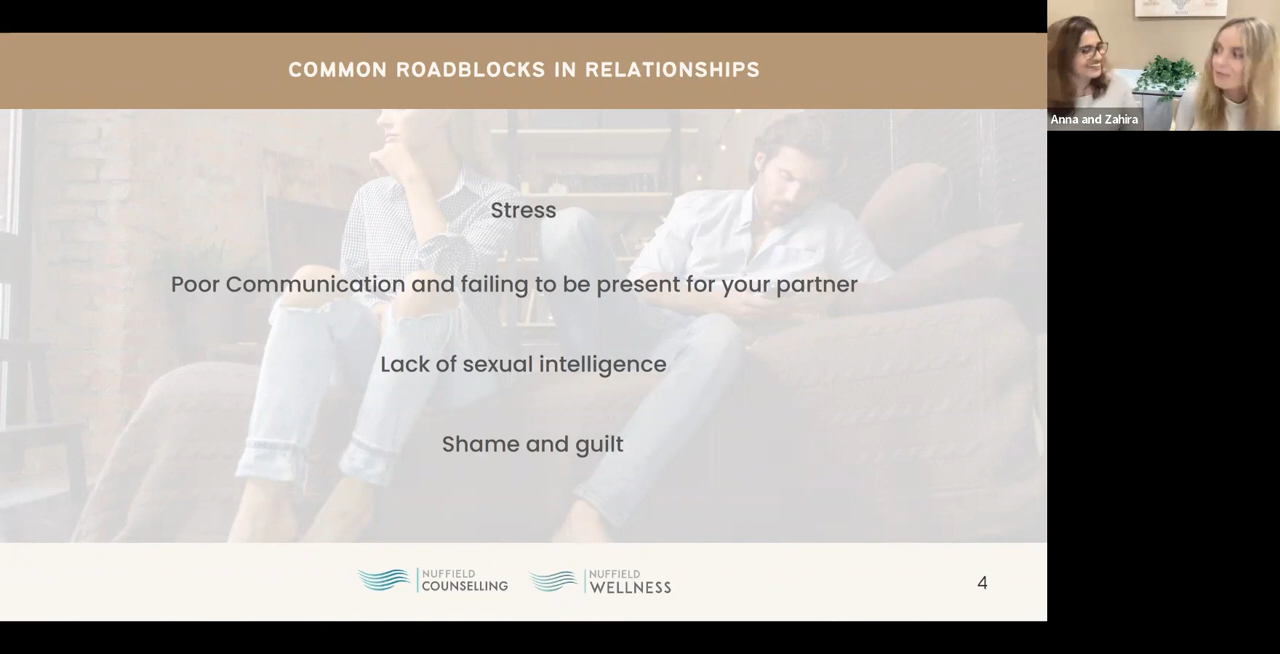 COMMON ROADBLOCKS IN RELATIONSHIPS
Anna and Zahira
Stress
Poor Communication and failing to be present for your partner
Lack of sexual intelligence
Shame and guilt
NUFFIELD
COUNSELLING
NUFFIELD
WELLNESS
4